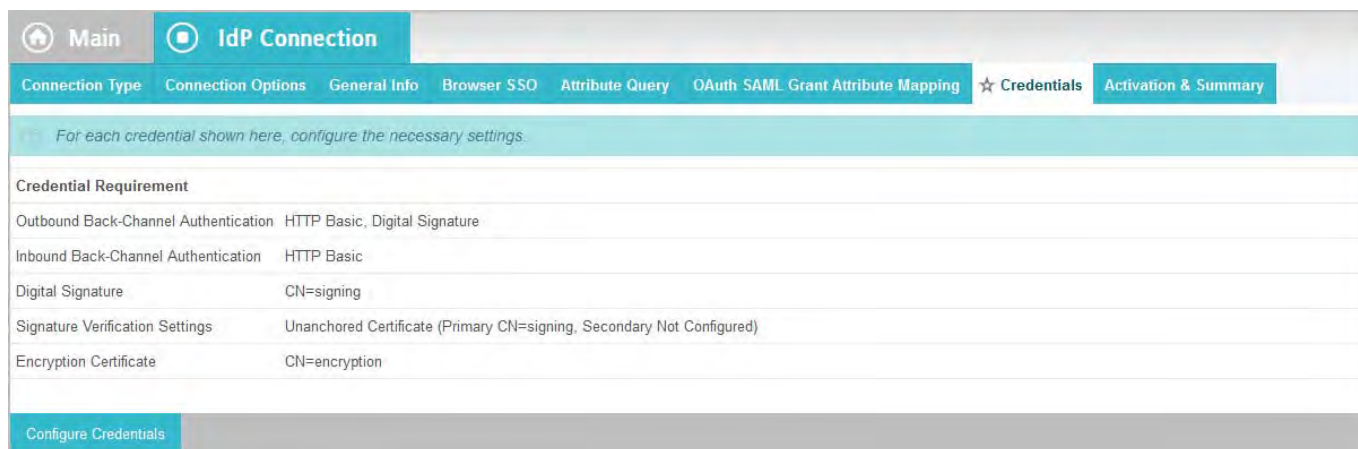 Main IdP Connection
Connection Type Connection Options General Info Browser SSO Attribute Query OAuth SAML Grant Attribute Mapping Credentials Activation & Summary
For each credential shown here, configure the necessary settings.
Credential Requirement
Outbound Back-Channel Authentication HTTP Basic, Digital Signature
Inbound Back-Channel Authentication HTTP Basic
Digital Signature CN=signing
Signature Verification Settings Unanchored Certificate (Primary CN=signing, Secondary Not Configured)
Encryption Certificate CN=encryption
Configure Credentials